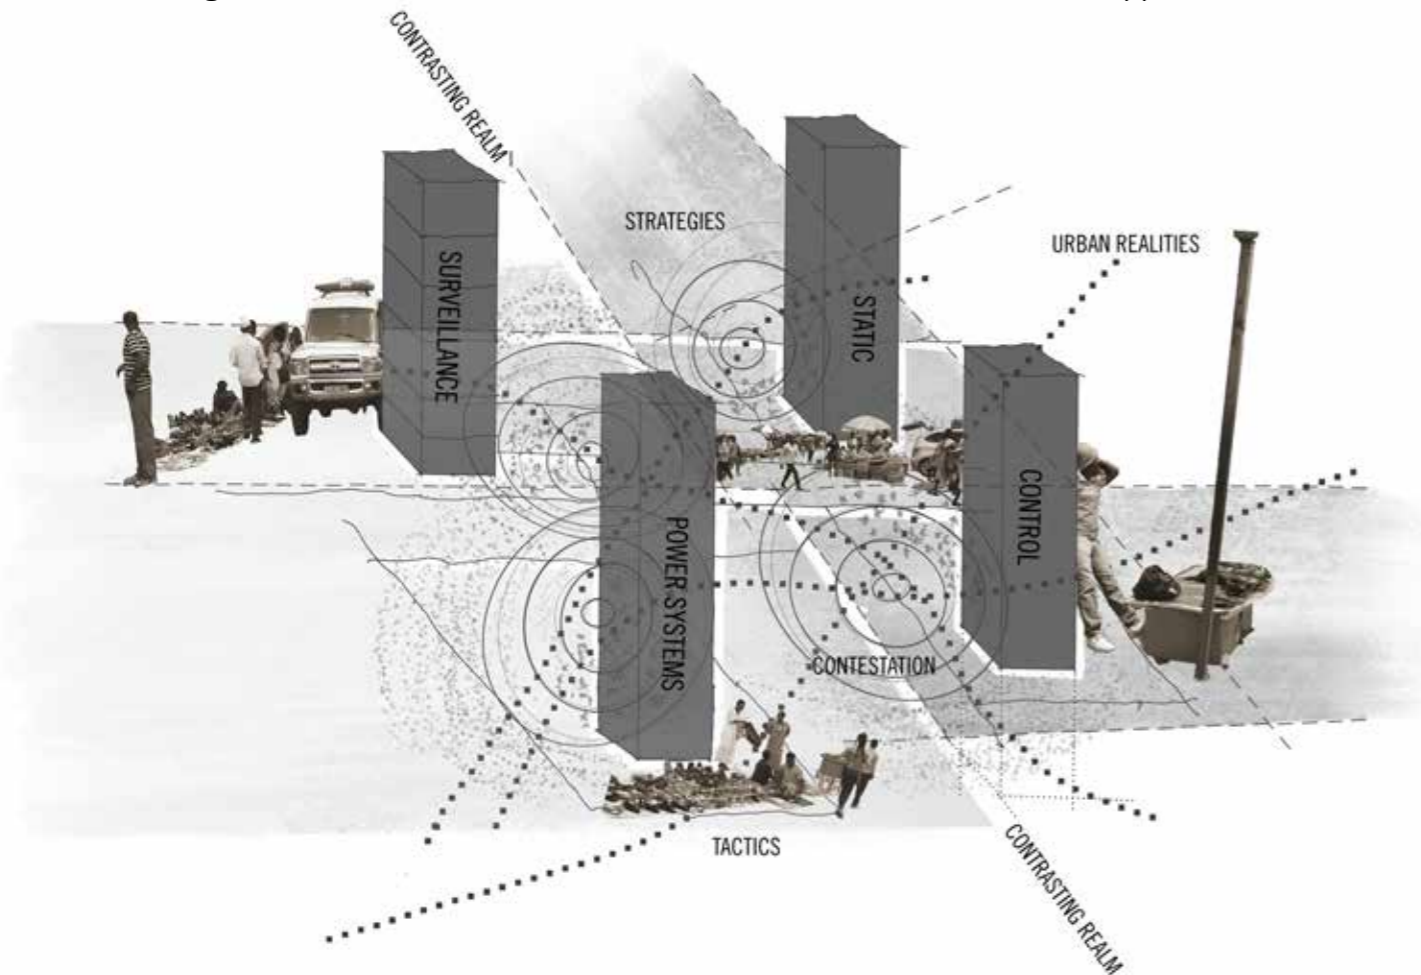 CONTRASTING REALM
STRATEGIES
URBAN REALITIES
SURVEILLANCE
STATIC
CONTROL
POWER SYSTEMS
CONTESTATION
TACTICS
CONTRASTING REALM